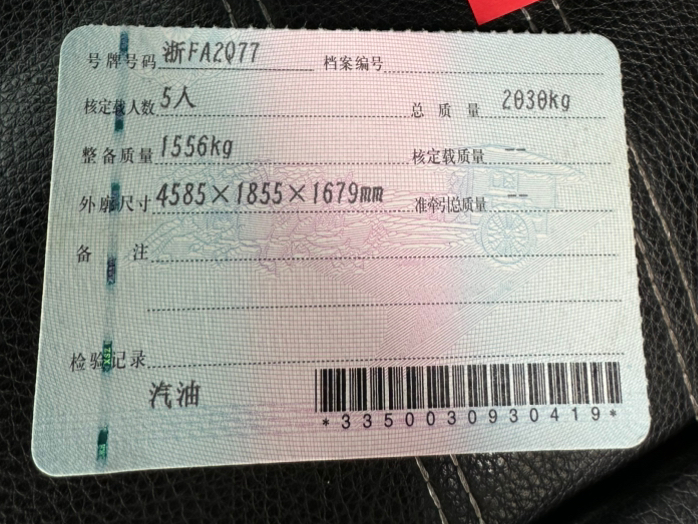 号牌号码 浙FA2Q77 档案编号
核定载人数 5人 总质量 2030kg
整备质量 1556kg 核定载质量 --
外廓尺寸 4585×1855×1679mm 准牵引总质量 --
备注
检验记录
汽油
*3350030930419*